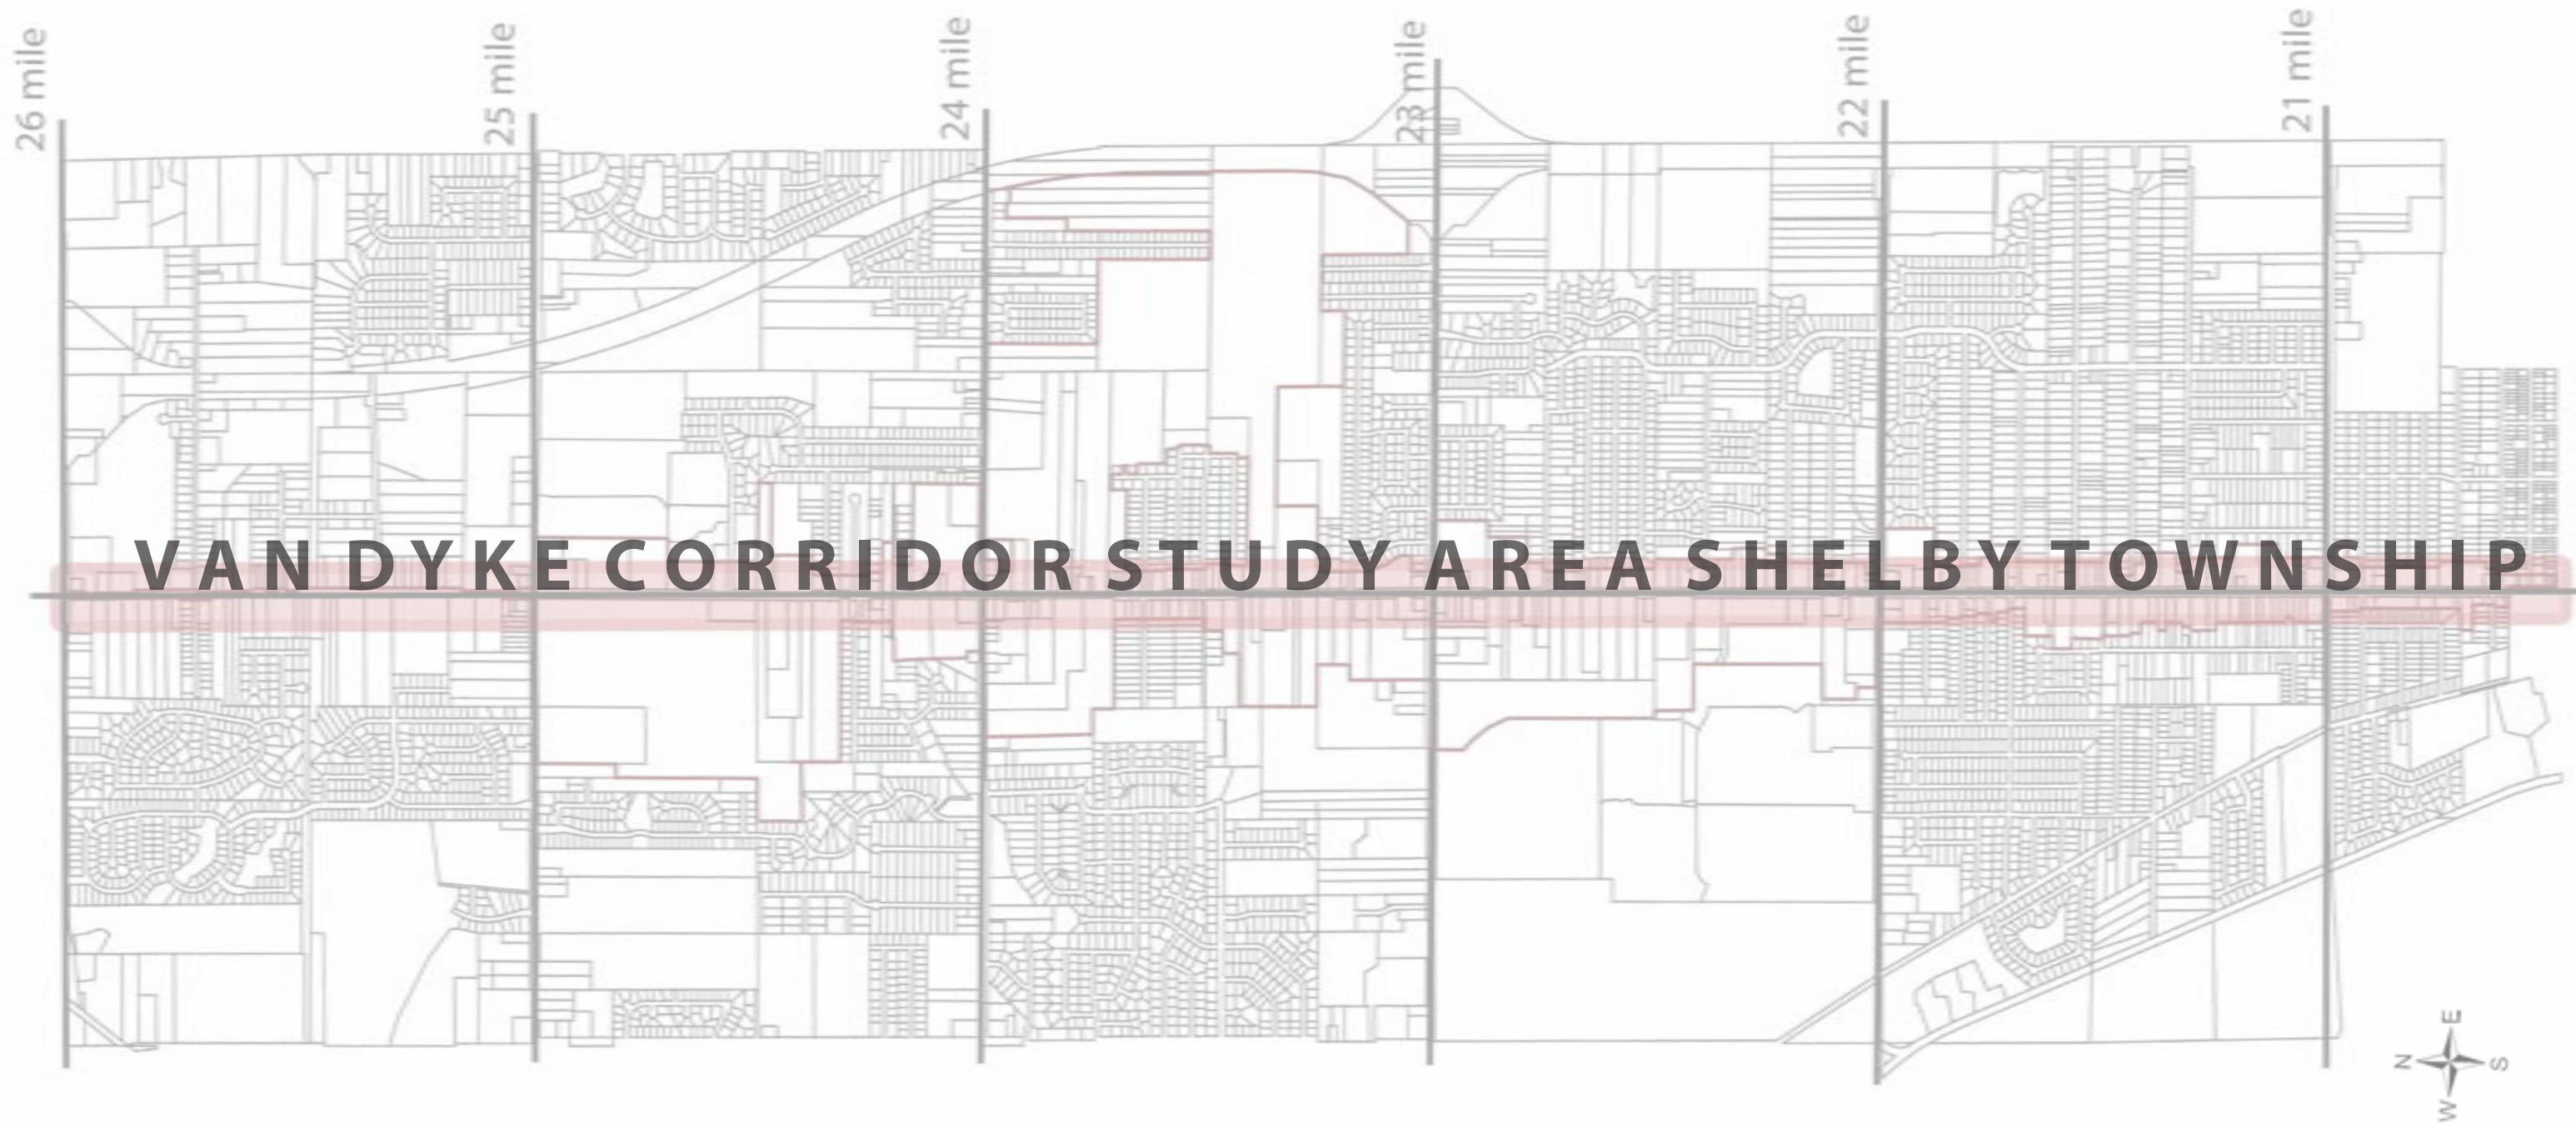 26 mile
25 mile
24 mile
23 mile
22 mile
21 mile
VAN DYKE CORRIDOR STUDY AREA SHELBY TOWNSHIP
E
N
S
W